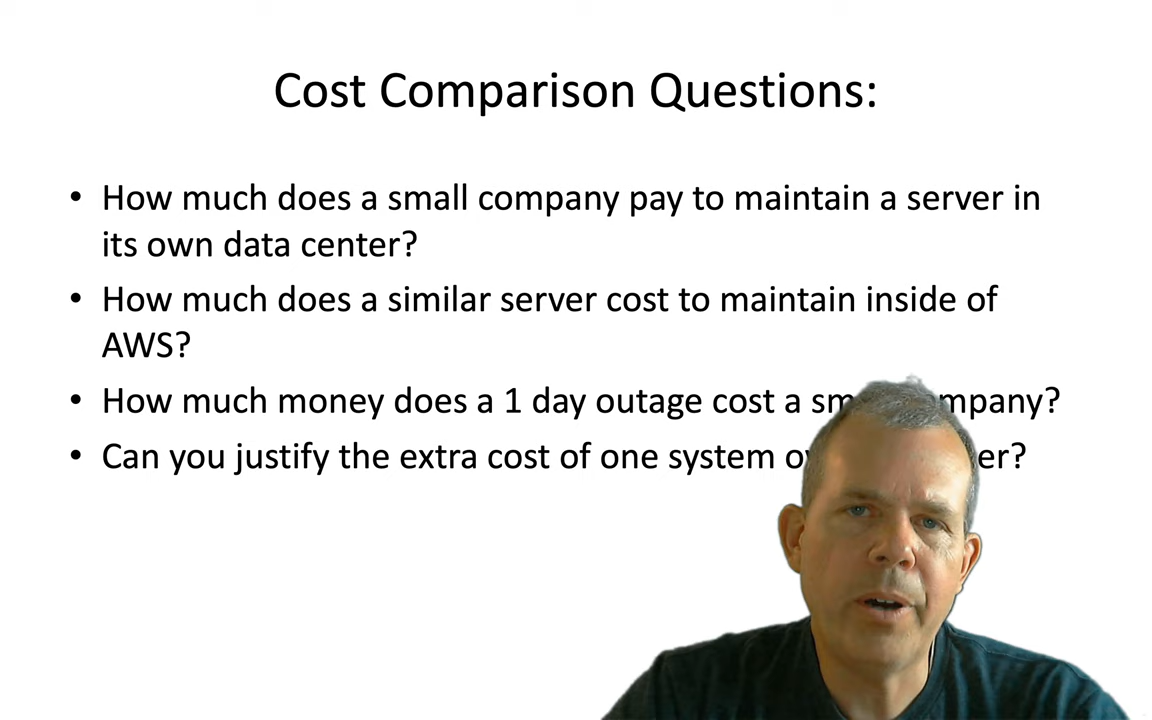 Cost Comparison Questions:
• How much does a small company pay to maintain a server in
its own data center?
• How much does a similar server cost to maintain inside of
AWS?
• How much money does a 1 day outage cost a company?
• Can you justify the extra cost of one system